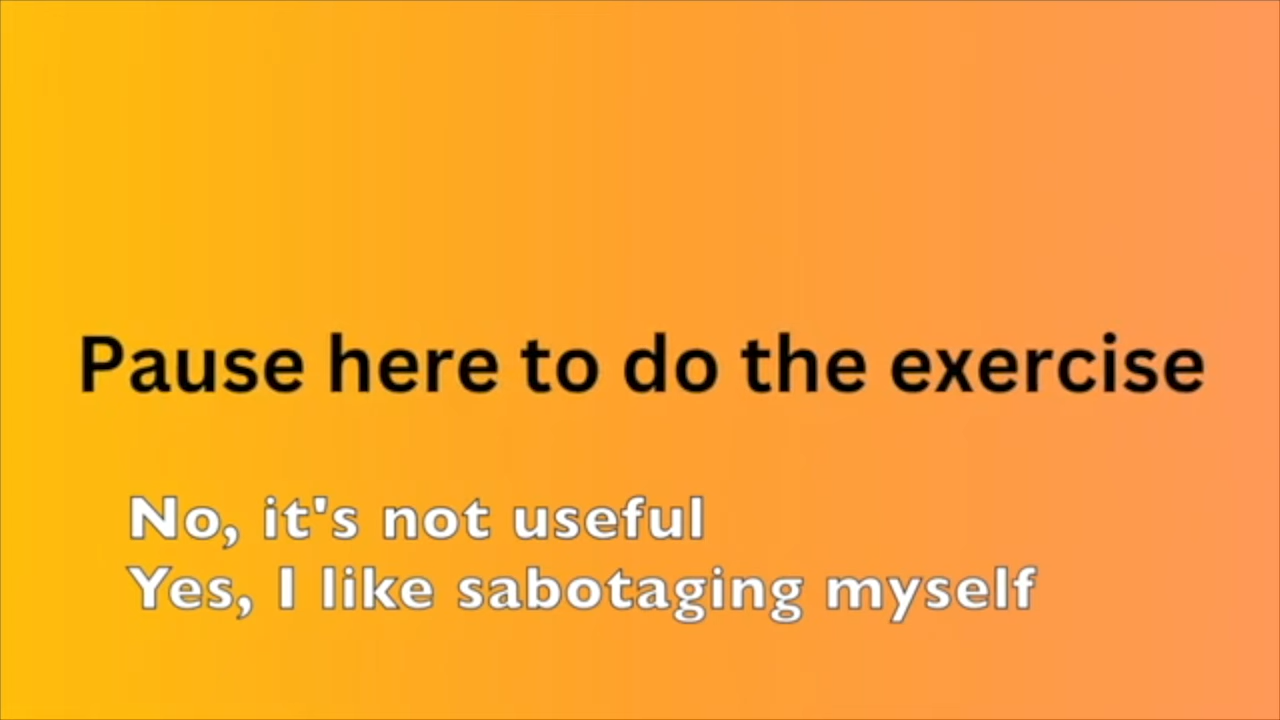 Pause here to do the exercise
No, it's not useful
Yes, I like sabotaging myself